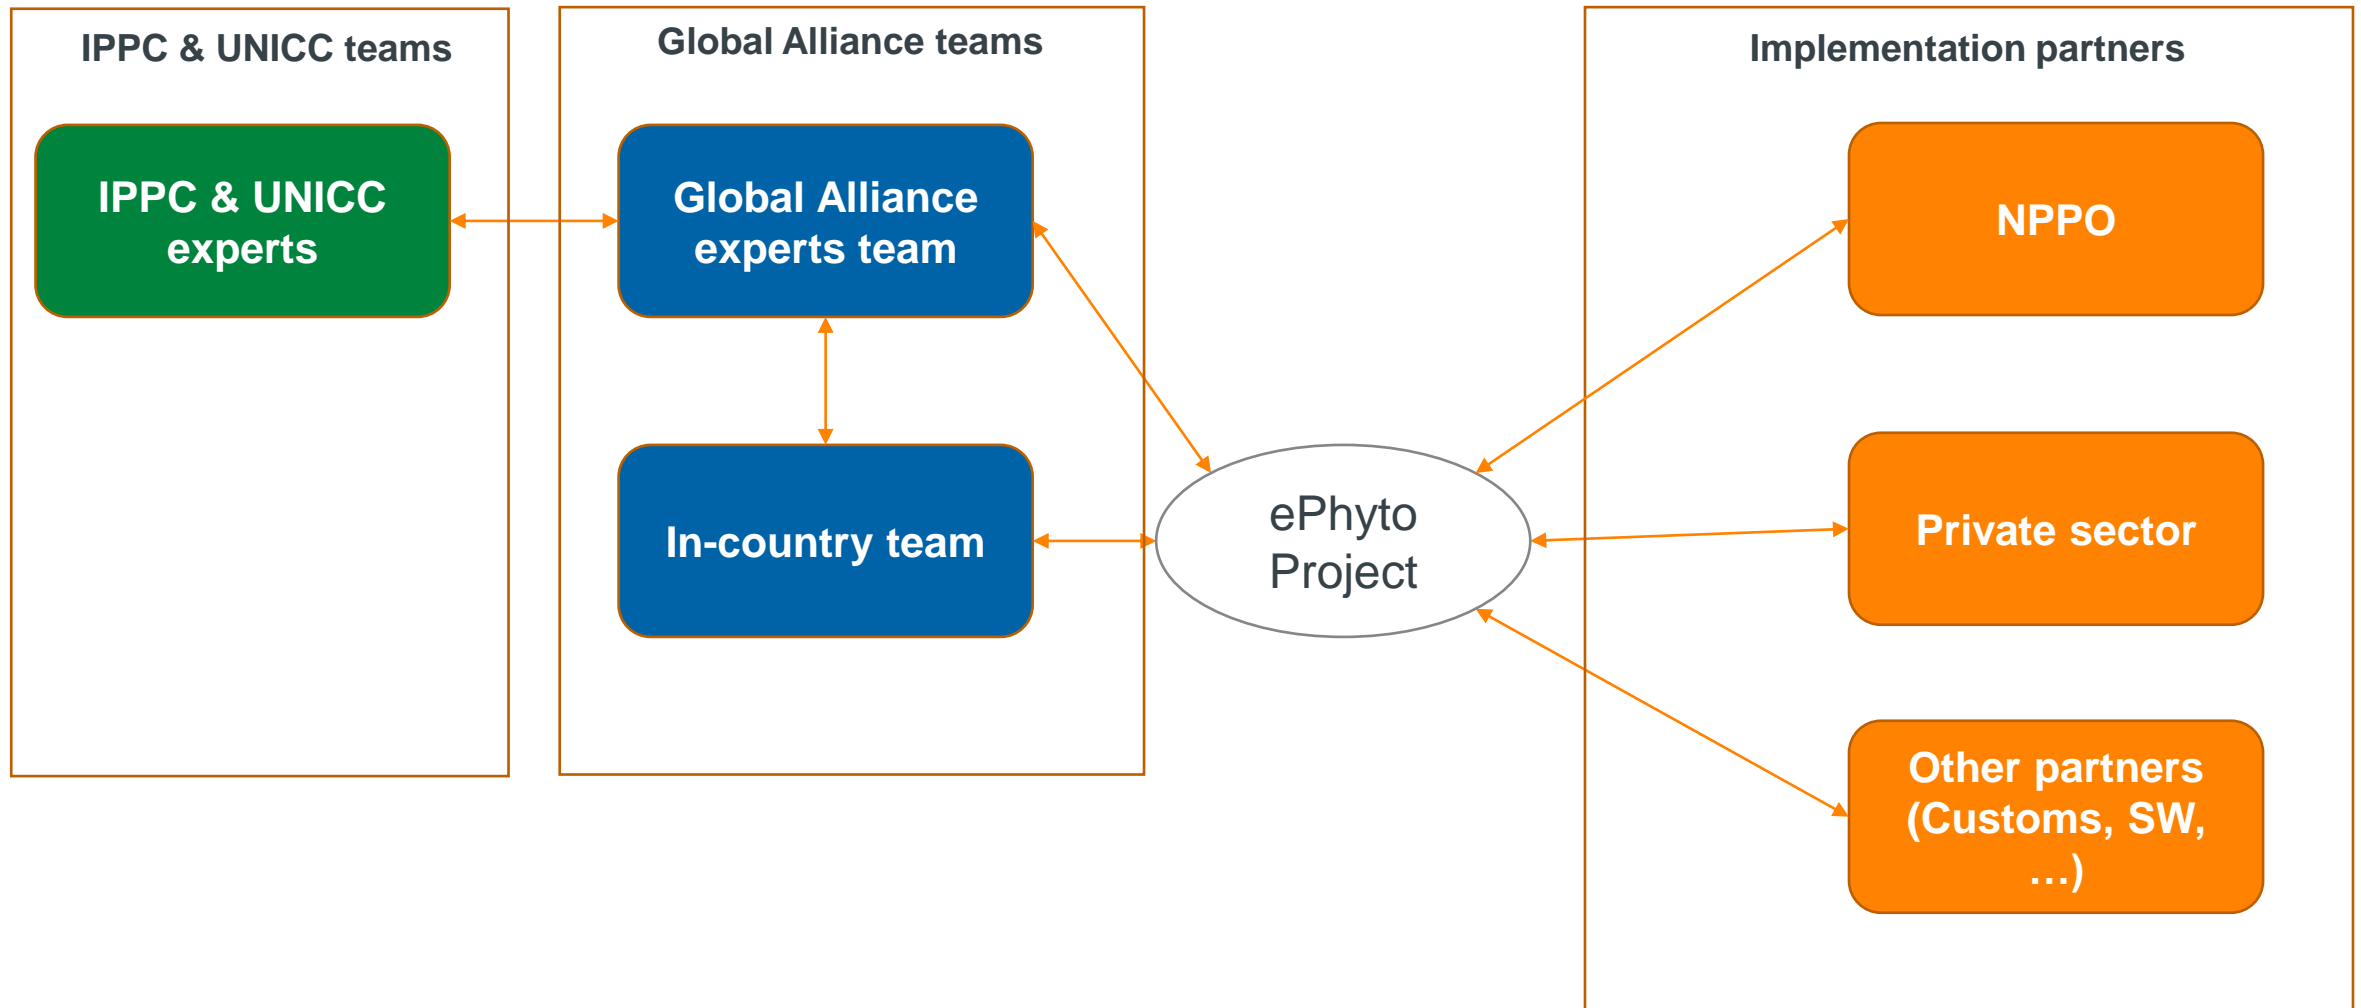 IPPC & UNICC teams
IPPC & UNICC
experts
Global Alliance teams
Global Alliance
experts team
In-country team
ePhyto
Project
Implementation partners
NPPO
Private sector
Other partners
(Customs, SW,
…)